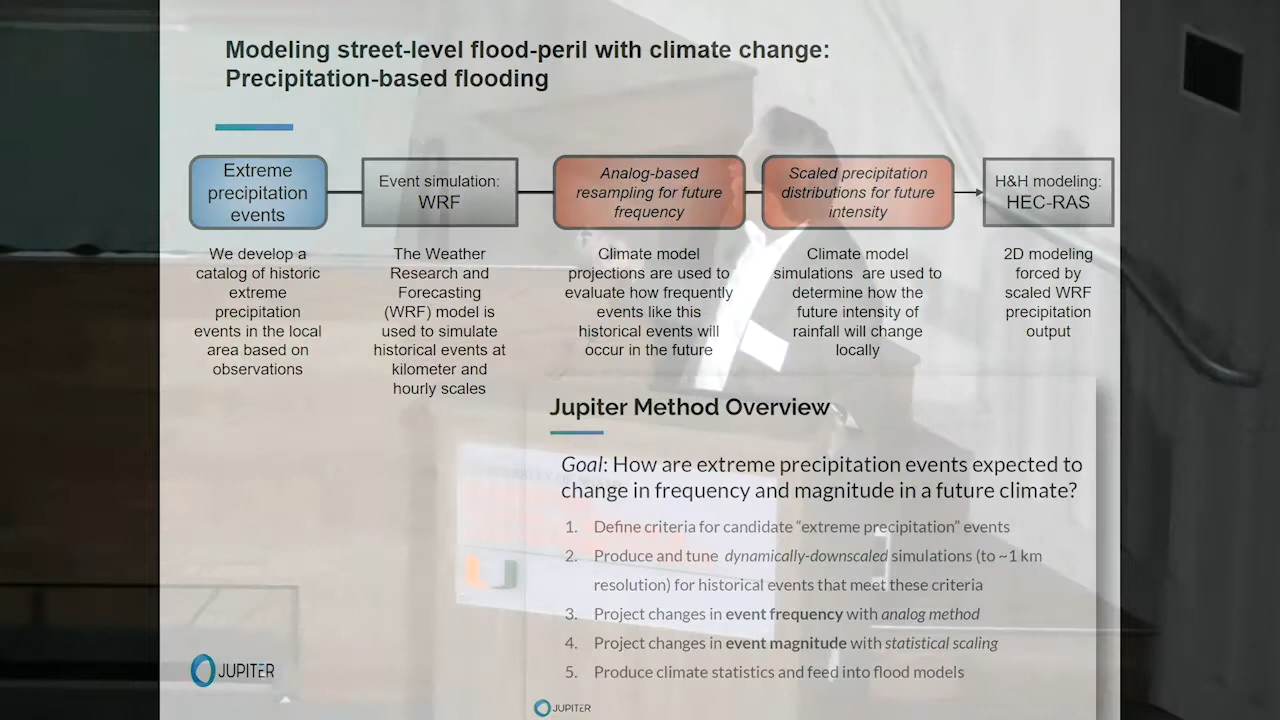 Modeling street-level flood-peril with climate change:
Precipitation-based flooding
Extreme
precipitation
events
Event simulation:
WRF
Analog-based
resampling for future
frequency
Scaled precipitation
distributions for future
intensity
H&H modeling:
HEC-RAS
We develop a
catalog of historic
extreme
precipitation
events in the local
area based on
observations
The Weather
Research and
Forecasting
(WRF) model is
used to simulate
historical events at
kilometer and
hourly scales
Climate model
projections are used to
evaluate how frequently
events like this
historical events will
occur in the future
Climate model
simulations are used to
determine how the
future intensity of
rainfall will change
locally
2D modeling
forced by
scaled WRF
precipitation
output
Jupiter Method Overview
Goal: How are extreme precipitation events expected to
change in frequency and magnitude in a future climate?
1. Define criteria for candidate “extreme precipitation” events
2. Produce and tune dynamically-downscaled simulations (to ~1 km
resolution) for historical events that meet these criteria
3. Project changes in event frequency with analog method
4. Project changes in event magnitude with statistical scaling
5. Produce climate statistics and feed into flood models
JUPITER
JUPITER